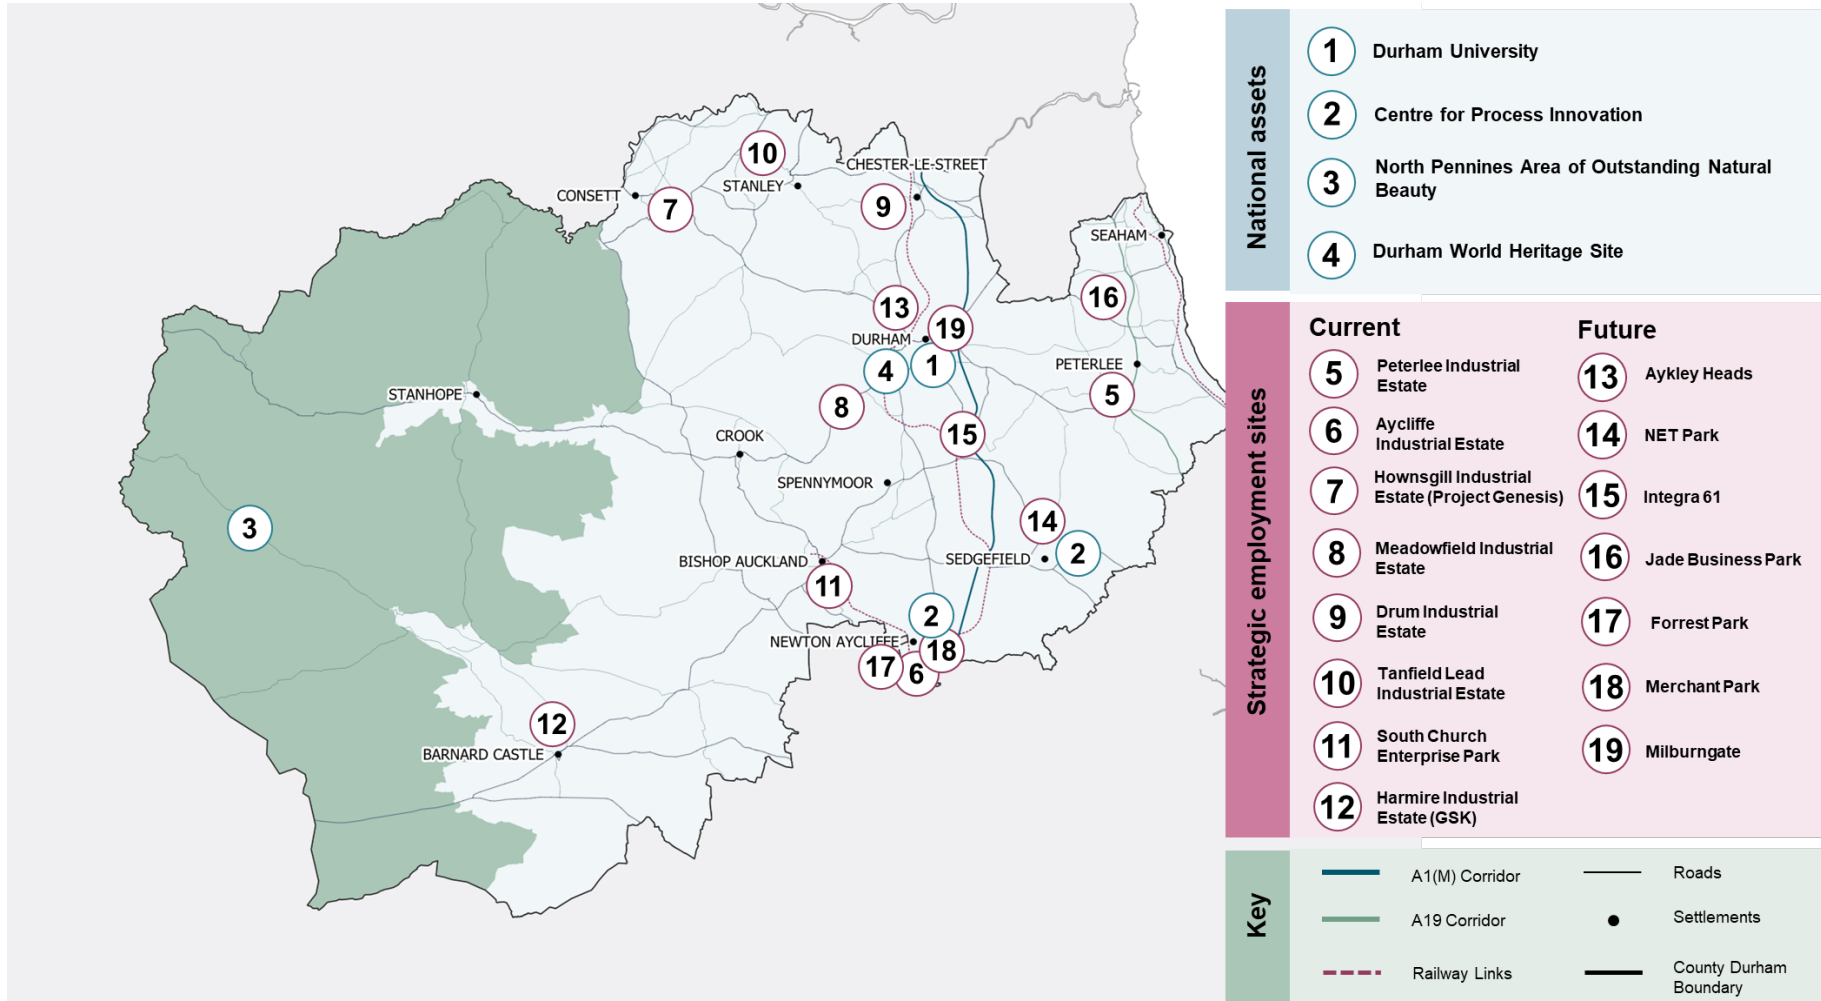 10
CHESTER-LE-STREET
STANLEY
CONSETT
7
9
SEAHAM
16
13
19
DURHAM
4
1
PETERLEE
5
STANHOPE
8
15
CROOK
SPENNYMOOR
3
14
SEDGEFIELD
2
BISHOP AUCKLAND
11
2
NEWTON AYCLIFFE
18
17
6
12
BARNARD CASTLE
National assets
1
Durham University
2
Centre for Process Innovation
3
North Pennines Area of Outstanding Natural
Beauty
4
Durham World Heritage Site
Strategic employment sites
Current
5
Peterlee Industrial
Estate
6
Aycliffe
Industrial Estate
7
Hownsgill Industrial
Estate (Project Genesis)
8
Meadowfield Industrial
Estate
9
Drum Industrial
Estate
10
Tanfield Lead
Industrial Estate
11
South Church
Enterprise Park
12
Harmire Industrial
Estate (GSK)
Future
13
Aykley Heads
14
NET Park
15
Integra 61
16
Jade Business Park
17
Forrest Park
18
Merchant Park
19
Milburngate
Key
A1(M) Corridor
A19 Corridor
Railway Links
Roads
Settlements
County Durham
Boundary